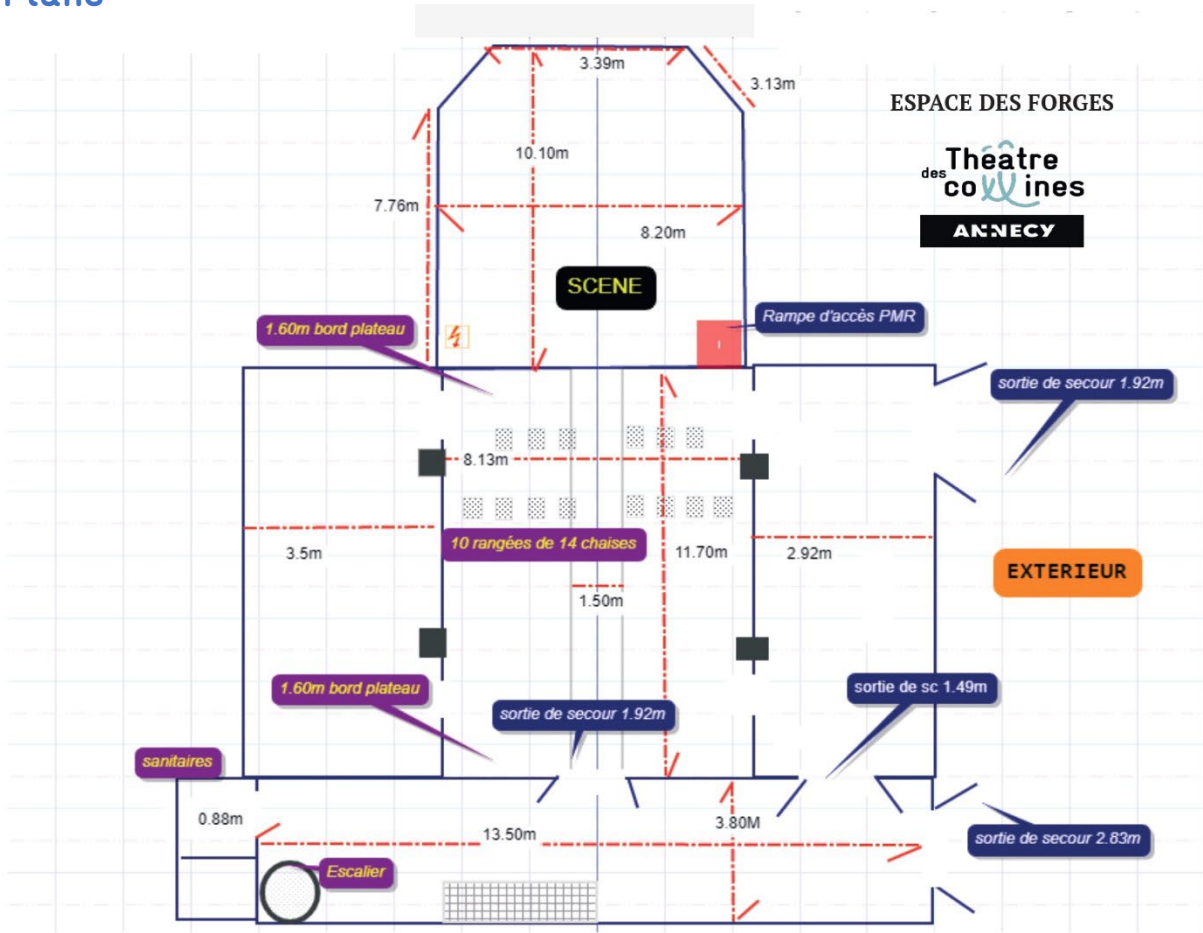 Plans
3.39m
3.13m
ESPACE DES FORGES
Théâtre
des collines
ANNECY
10.10m
7.76m
8.20m
SCENE
1.60m bord plateau
Rampe d'accès PMR
sortie de secour 1.92m
8.13m
10 rangées de 14 chaises
3.5m
11.70m
2.92m
EXTERIEUR
1.50m
1.60m bord plateau
sortie de secour 1.92m
sortie de sc 1.49m
sanitaires
0.88m
13.50m
3.80M
sortie de secour 2.83m
Escalier